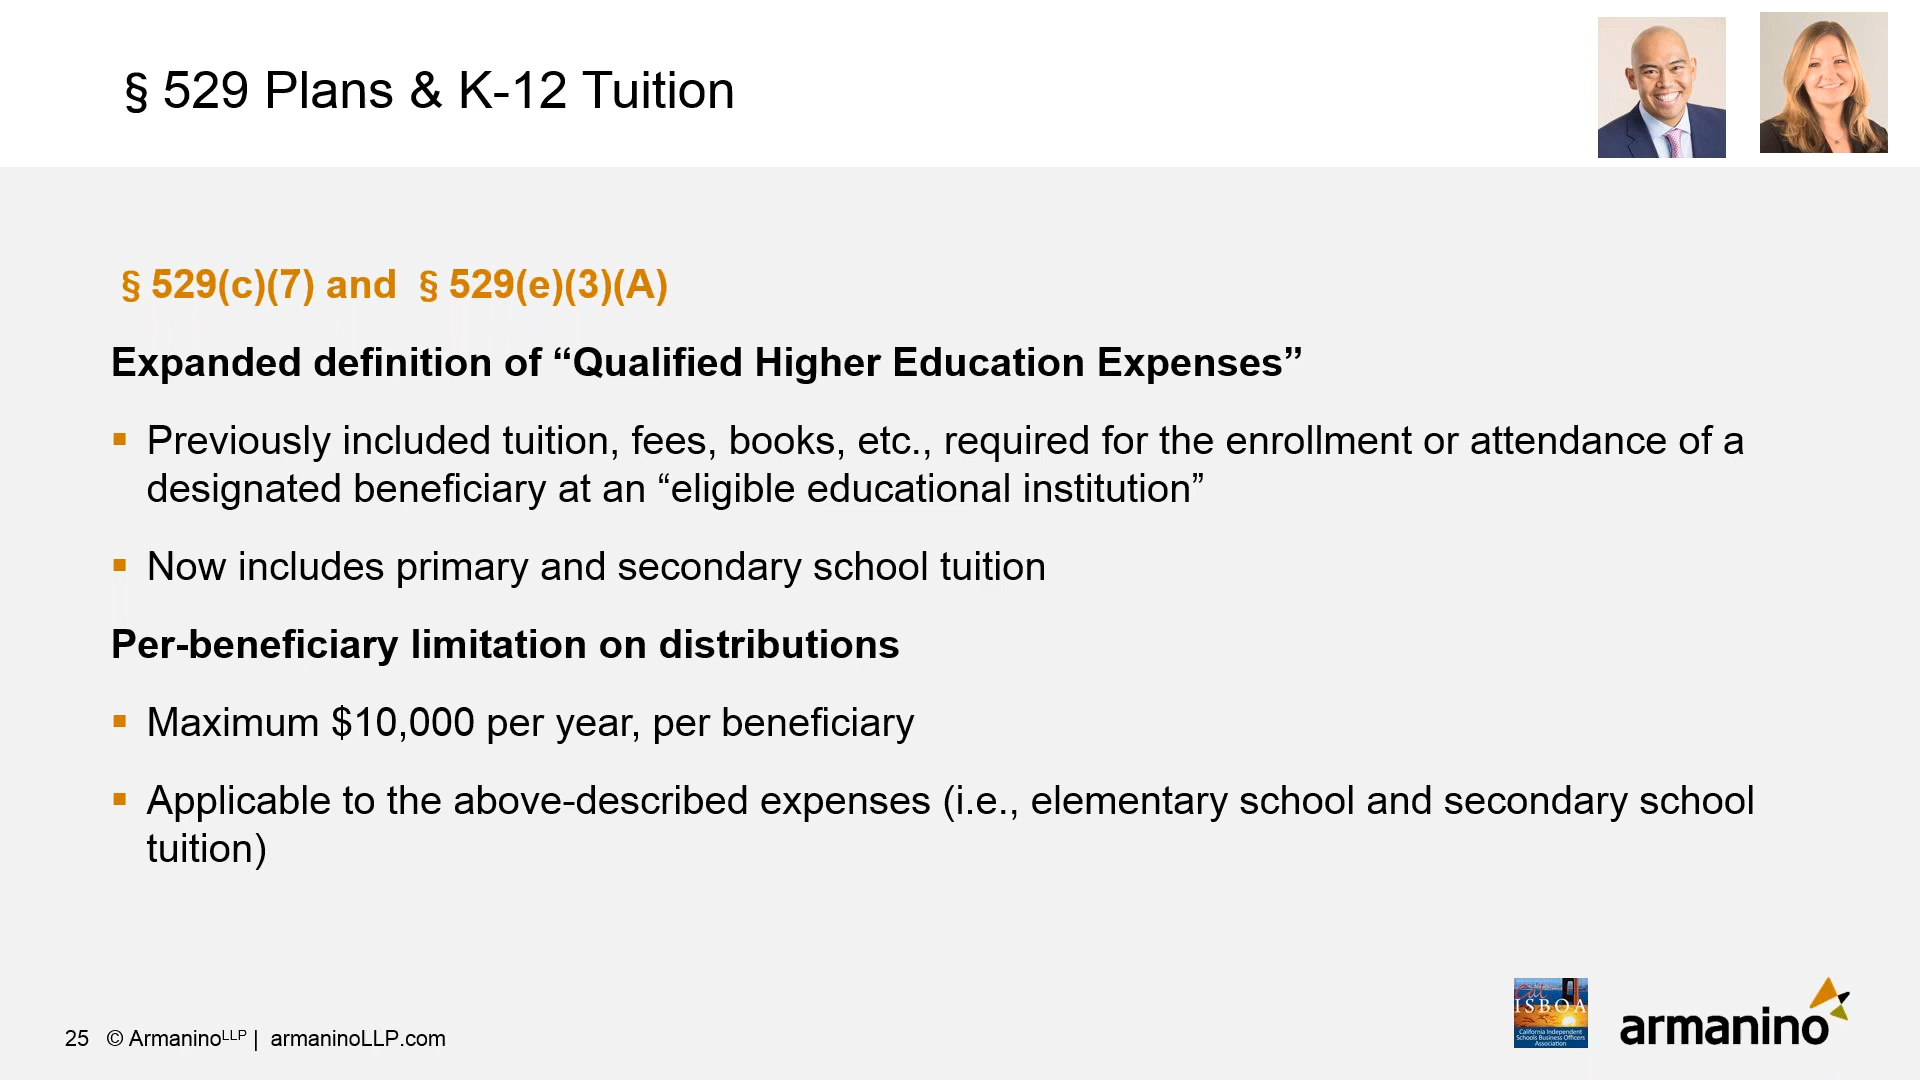 § 529 Plans & K-12 Tuition
§ 529(c)(7) and § 529(e)(3)(A)
Expanded definition of “Qualified Higher Education Expenses”
Previously included tuition, fees, books, etc., required for the enrollment or attendance of a
designated beneficiary at an “eligible educational institution”
Now includes primary and secondary school tuition
Per-beneficiary limitation on distributions
Maximum $10,000 per year, per beneficiary
Applicable to the above-described expenses (i.e., elementary school and secondary school
tuition)
Cal
ISBOA
California Independent
Schools Business Officers
Association
armanino
25 © ArmaninoLLP | armaninoLLP.com